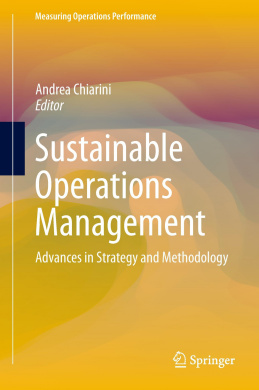 Measuring Operations Performance
Andrea Chiarini
Editor
Sustainable
Operations
Management
Advances in Strategy and Methodology
Springer